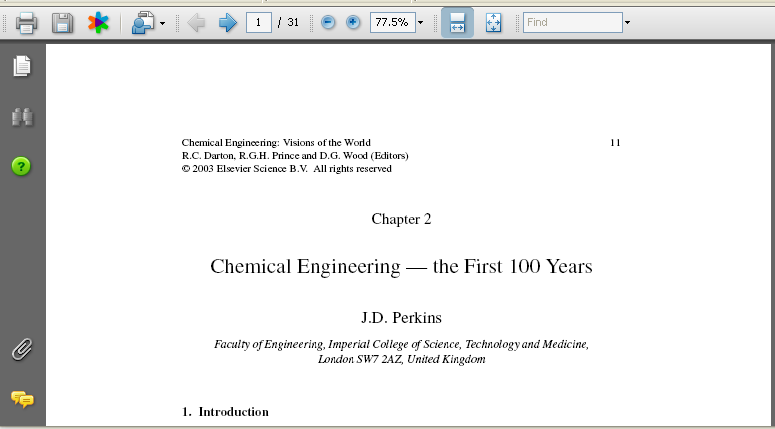 1 / 31 77.5% Find
Chemical Engineering: Visions of the World 11
R.C. Darton, R.G.H. Prince and D.G. Wood (Editors)
© 2003 Elsevier Science B.V. All rights reserved
Chapter 2
Chemical Engineering — the First 100 Years
J.D. Perkins
Faculty of Engineering, Imperial College of Science, Technology and Medicine,
London SW7 2AZ, United Kingdom
1. Introduction